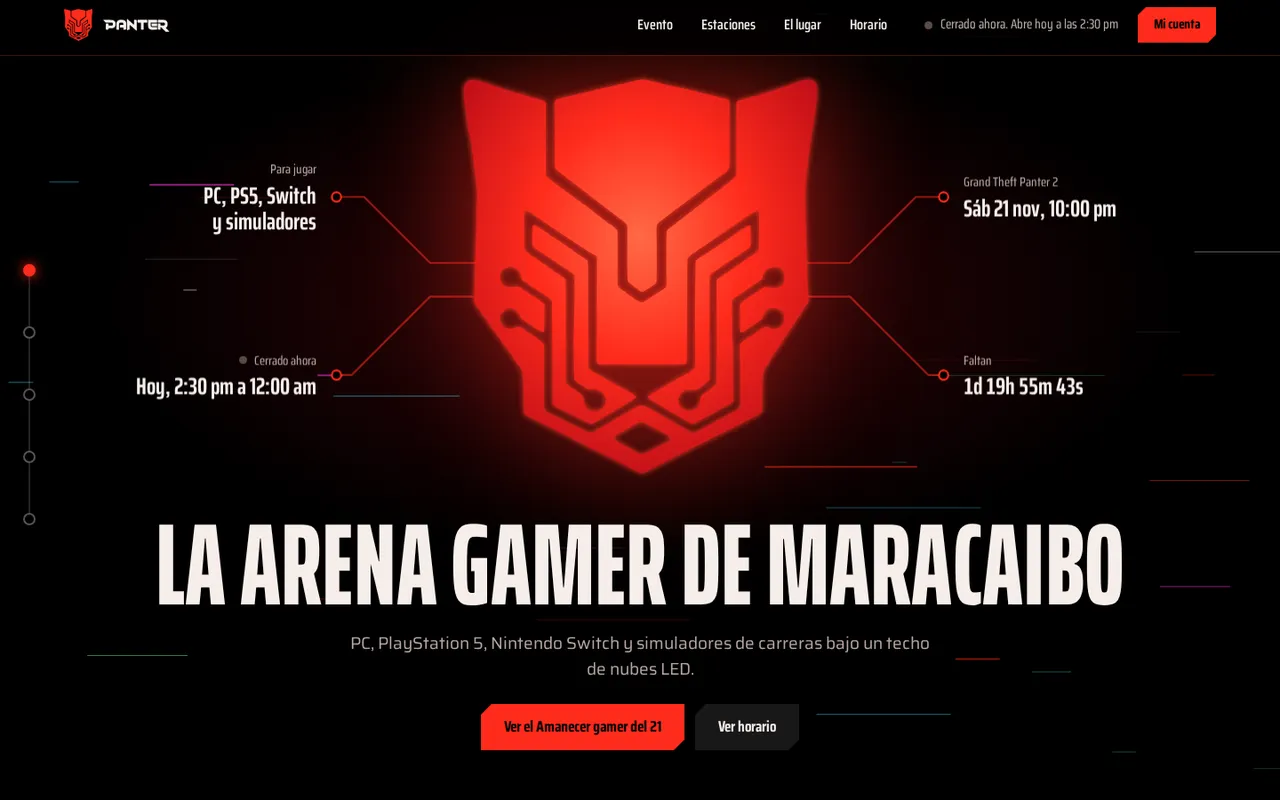 PANTER
Evento
Estaciones
El lugar
Horario
Cerrado ahora. Abre hoy a las 2:30 pm
Mi cuenta
Para jugar
PC, PS5, Switch
y simuladores
Grand Theft Panter 2
Sáb 21 nov, 10:00 pm
Cerrado ahora
Hoy, 2:30 pm a 12:00 am
Faltan
1d 19h 55m 43s
LA ARENA GAMER DE MARACAIBO
PC, PlayStation 5, Nintendo Switch y simuladores de carreras bajo un techo
de nubes LED.
Ver el Amanecer gamer del 21
Ver horario